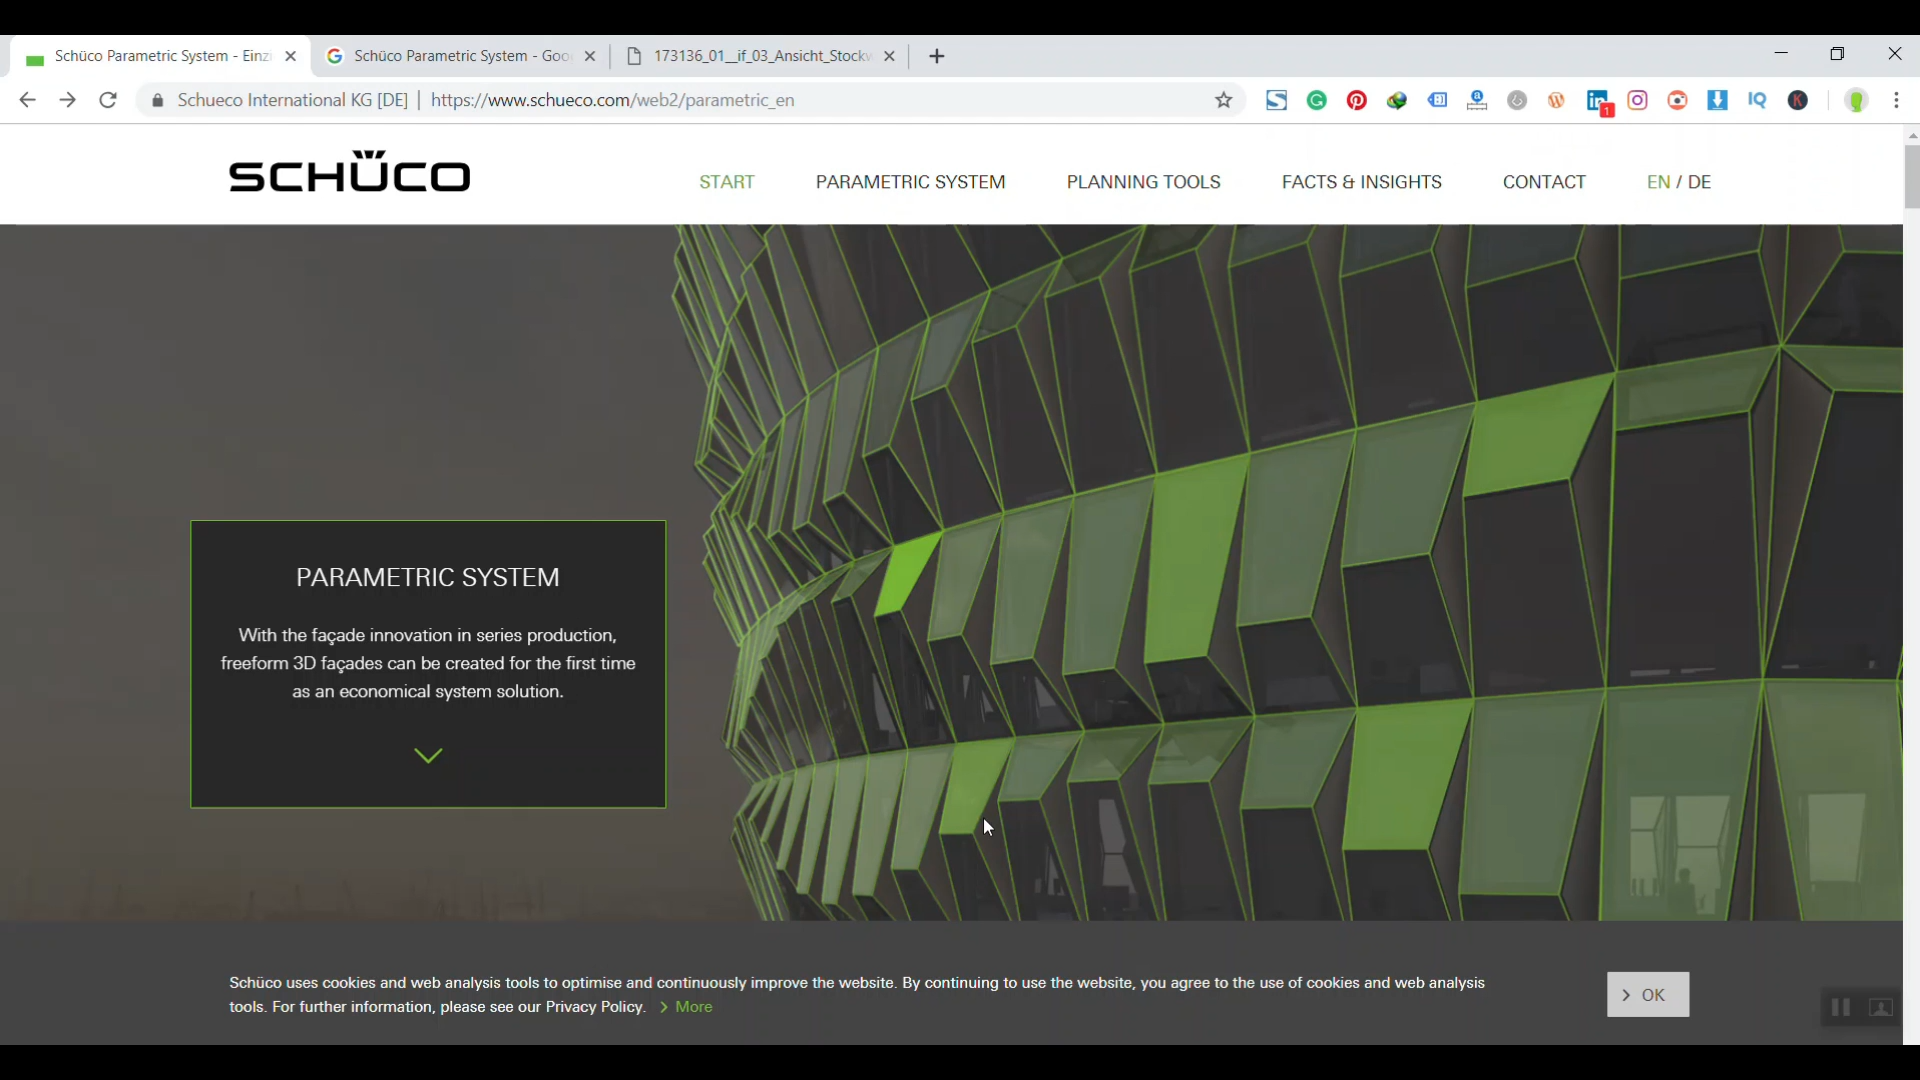 Schüco Parametric System - Einz
Schüco Parametric System - Goo
173136_01__if_03_Ansicht_Stockw
Schueco International KG [DE] | https://www.schueco.com/web2/parametric_en
1
SCHÜCO
START
PARAMETRIC SYSTEM
PLANNING TOOLS
FACTS & INSIGHTS
CONTACT
EN / DE
PARAMETRIC SYSTEM
With the façade innovation in series production,
freeform 3D façades can be created for the first time
as an economical system solution.
Schüco uses cookies and web analysis tools to optimise and continuously improve the website. By continuing to use the website, you agree to the use of cookies and web analysis
tools. For further information, please see our Privacy Policy. > More
> OK